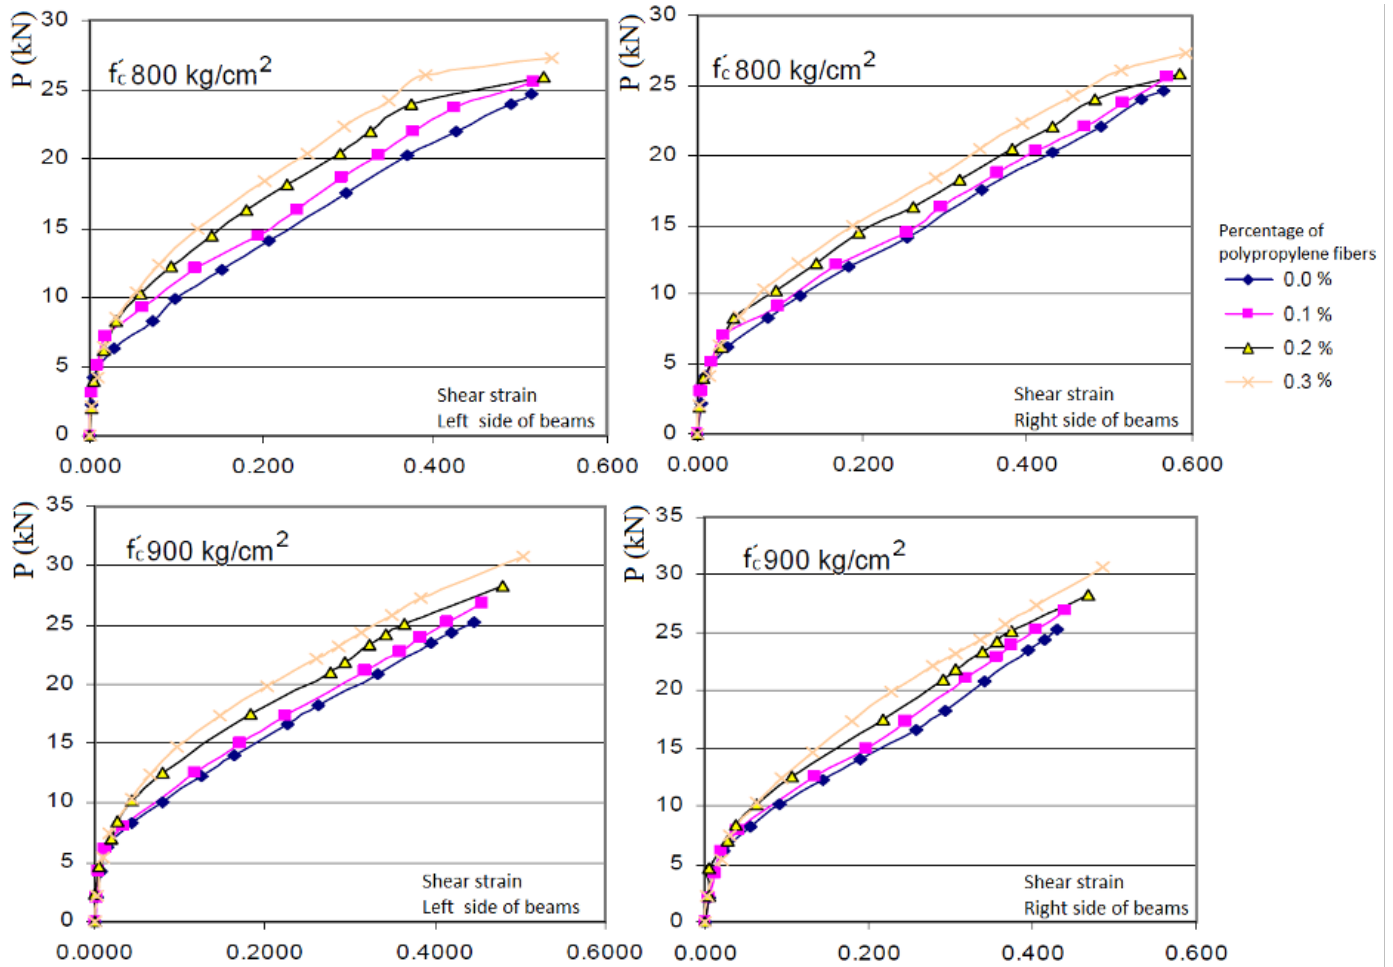 P (kN)
30
25
20
15
10
5
0
f́c 800 kg/cm²
Shear strain
Left side of beams
0.000
0.200
0.400
0.600
P (kN)
30
25
20
15
10
5
0
f́c 800 kg/cm²
Shear strain
Right side of beams
0.000
0.200
0.400
0.600
Percentage of
polypropylene fibers
0.0 %
0.1 %
0.2 %
0.3 %
P (kN)
35
30
25
20
15
10
5
0
f́c 900 kg/cm²
Shear strain
Left side of beams
0.0000
0.2000
0.4000
0.6000
P (kN)
35
30
25
20
15
10
5
0
f́c 900 kg/cm²
Shear strain
Right side of beams
0.000
0.200
0.400
0.600